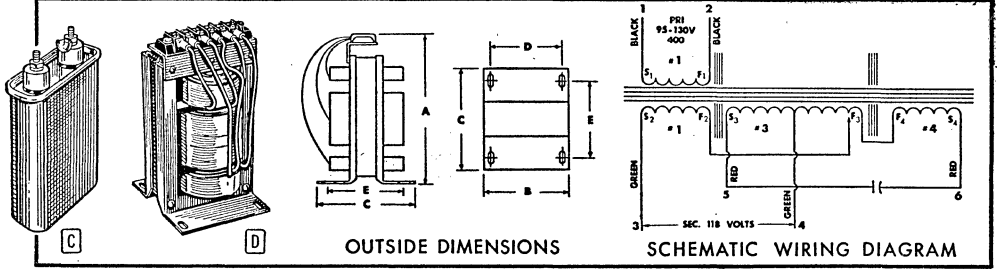 C
D
A
E
C
D
C
E
B
OUTSIDE DIMENSIONS
1
2
BLACK
PRI
95-130V
400
BLACK
#1
S1
F1
S2
F2
S3
F3
F4
S4
#1
#3
#4
GREEN
RED
GREEN
RED
5
6
3
SEC. 118 VOLTS
4
SCHEMATIC WIRING DIAGRAM